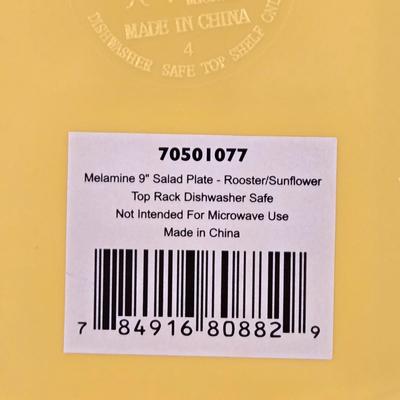 MADE IN CHINA
4
DISHWASHER SAFE TOP SHELF ONLY
70501077
Melamine 9" Salad Plate - Rooster/Sunflower
Top Rack Dishwasher Safe
Not Intended For Microwave Use
Made in China
7 84916 80882 9